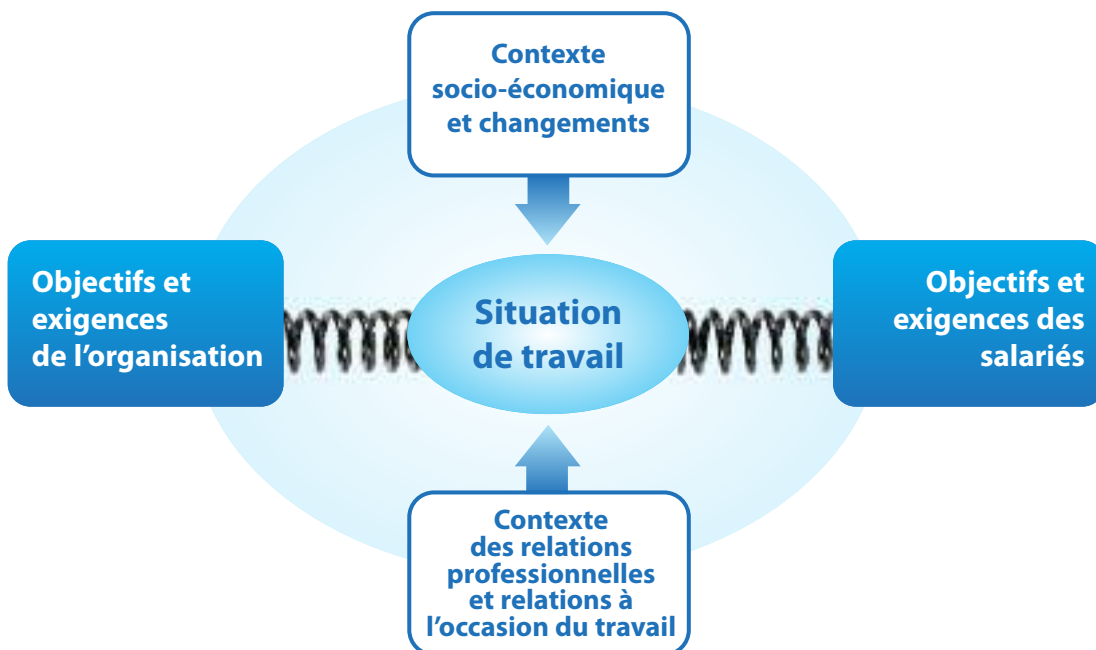 Contexte
socio-économique
et changements
Objectifs et
exigences
de l’organisation
Situation
de travail
Objectifs et
exigences des
salariés
Contexte
des relations
professionnelles
et relations à
l’occasion du travail